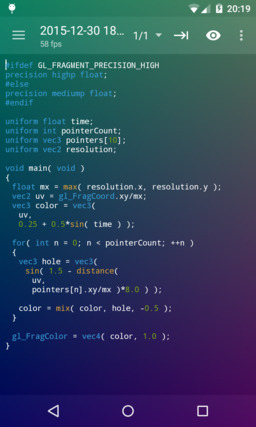 20:19
2015-12-30 18...
58 fps
1/1
#ifdef GL_FRAGMENT_PRECISION_HIGH
precision highp float;
#else
precision mediump float;
#endif
uniform float time;
uniform int pointerCount;
uniform vec3 pointers[10];
uniform vec2 resolution;
void main( void )
{
float mx = max( resolution.x, resolution.y );
vec2 uv = gl_FragCoord.xy/mx;
vec3 color = vec3(
uv,
0.25 + 0.5*sin( time ) );
for( int n = 0; n < pointerCount; ++n )
{
vec3 hole = vec3(
sin( 1.5 - distance(
uv,
pointers[n].xy/mx )*8.0 ) );
color = mix( color, hole, -0.5 );
}
gl_FragColor = vec4( color, 1.0 );
}